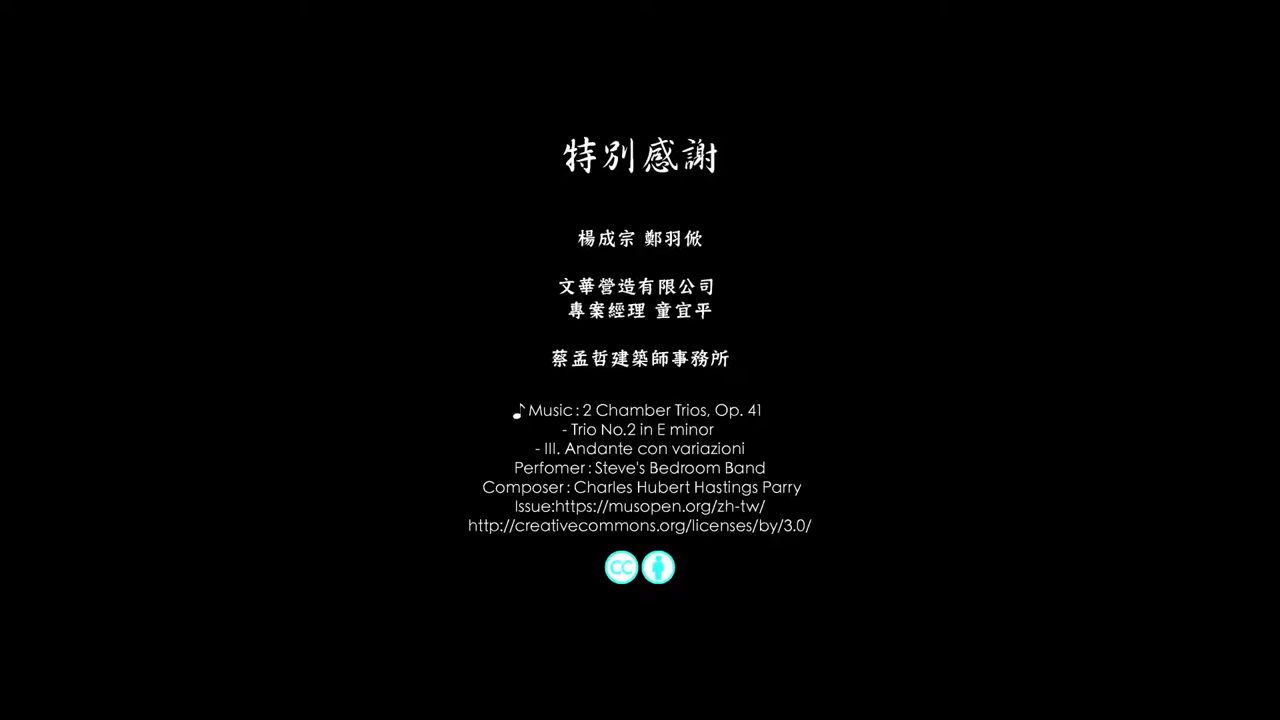 特別感謝
楊成宗 鄭羽俽
文華營造有限公司
專案經理 童宜平
蔡孟哲建築師事務所
♪ Music : 2 Chamber Trios, Op. 41
- Trio No.2 in E minor
- III. Andante con variazioni
Perfomer : Steve's Bedroom Band
Composer : Charles Hubert Hastings Parry
Issue:https://musopen.org/zh-tw/
http://creativecommons.org/licenses/by/3.0/
CC